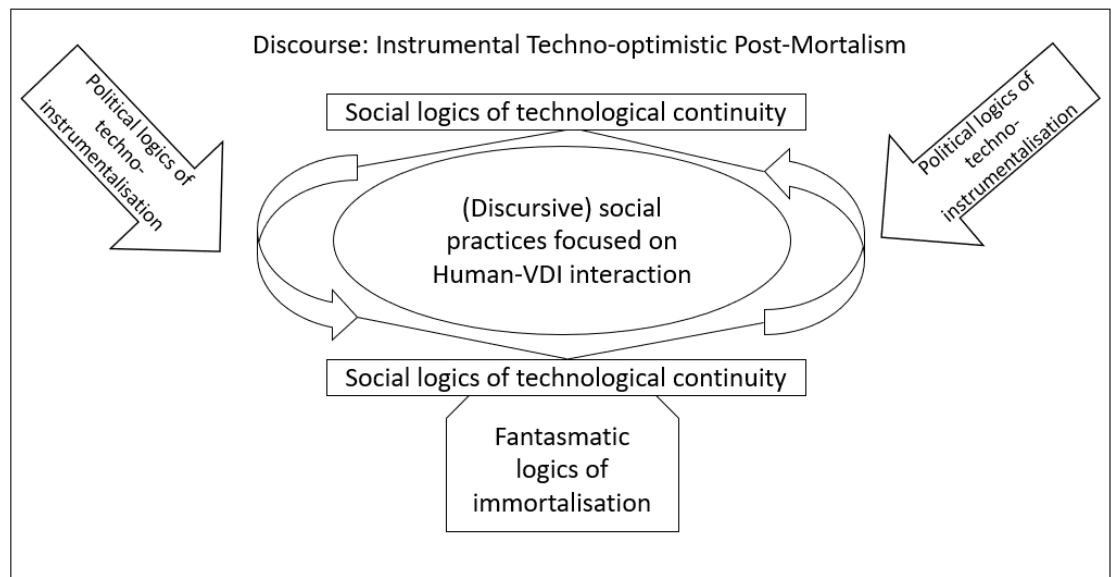 Discourse: Instrumental Techno-optimistic Post-Mortalism
Political logics of
techno-
instrumentalisation
Political logics of
techno-
instrumentalisation
Social logics of technological continuity
(Discursive) social
practices focused on
Human-VDI interaction
Social logics of technological continuity
Fantasmatic
logics of
immortalisation